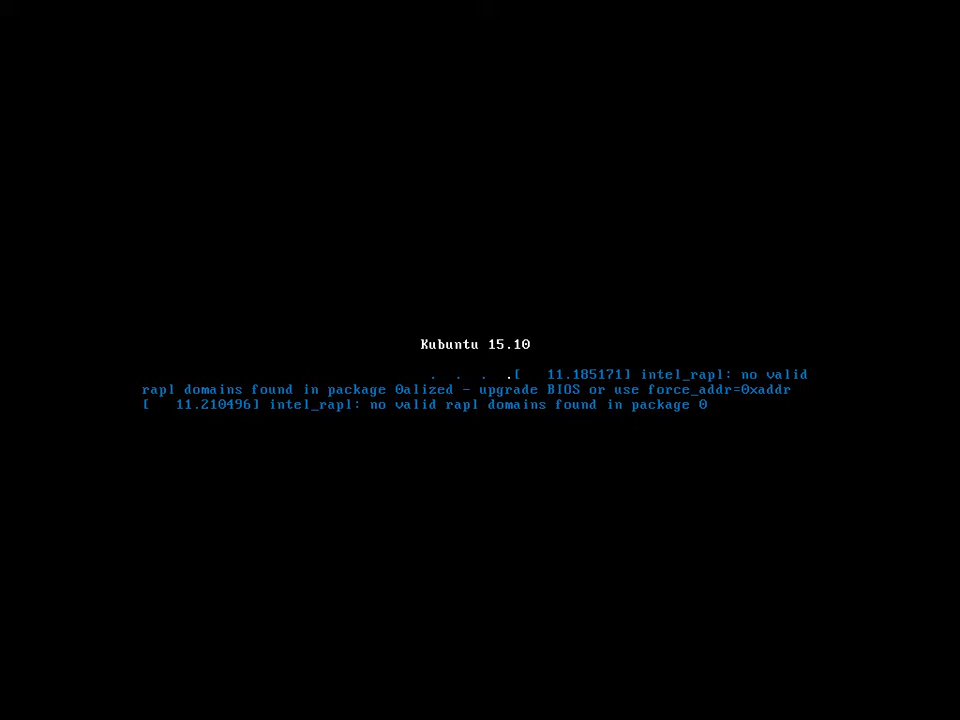 Kubuntu 15.10
. . . .[   11.185171] intel_rapl: no valid
rapl domains found in package 0alized - upgrade BIOS or use force_addr=0xaddr
[   11.210496] intel_rapl: no valid rapl domains found in package 0